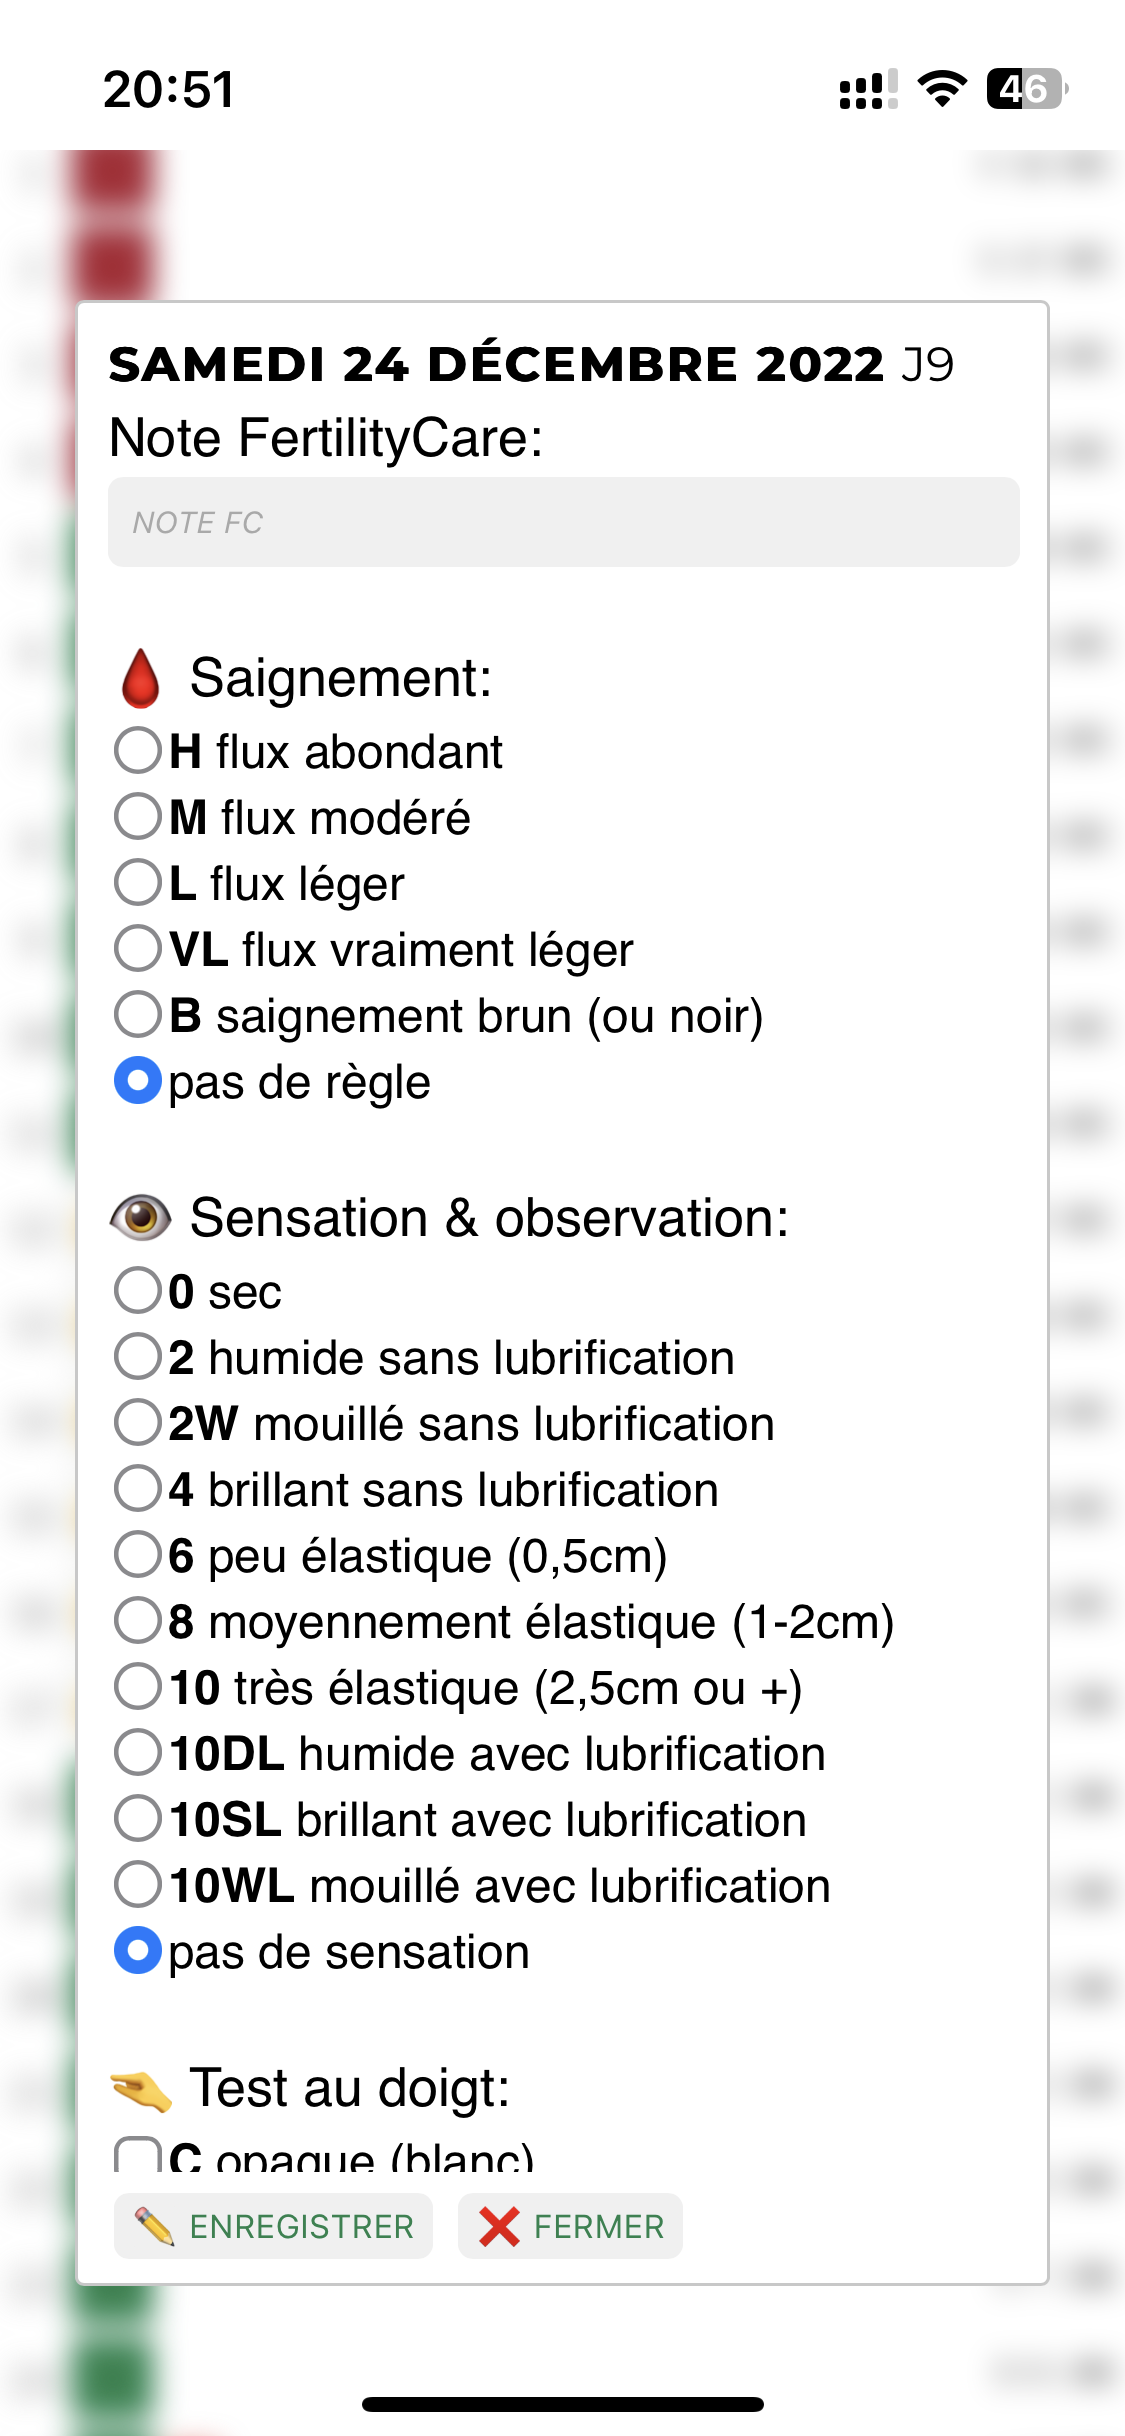 20:51
46
SAMEDI 24 DÉCEMBRE 2022 J9
Note FertilityCare:
NOTE FC
Saignement:
H flux abondant
M flux modéré
L flux léger
VL flux vraiment léger
B saignement brun (ou noir)
pas de règle
Sensation & observation:
0 sec
2 humide sans lubrification
2W mouillé sans lubrification
4 brillant sans lubrification
6 peu élastique (0,5cm)
8 moyennement élastique (1-2cm)
10 très élastique (2,5cm ou +)
10DL humide avec lubrification
10SL brillant avec lubrification
10WL mouillé avec lubrification
pas de sensation
Test au doigt:
C opaque (blanc)
ENREGISTRER FERMER